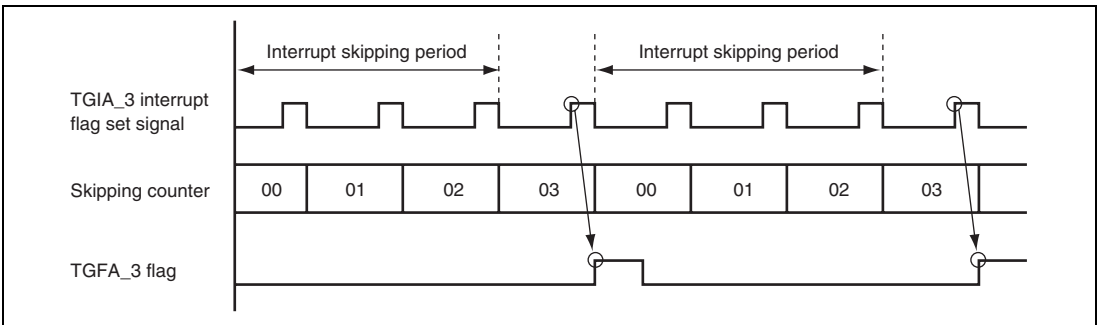 Interrupt skipping period Interrupt skipping period
TGIA_3 interrupt
flag set signal
Skipping counter 00 01 02 03 00 01 02 03
TGFA_3 flag